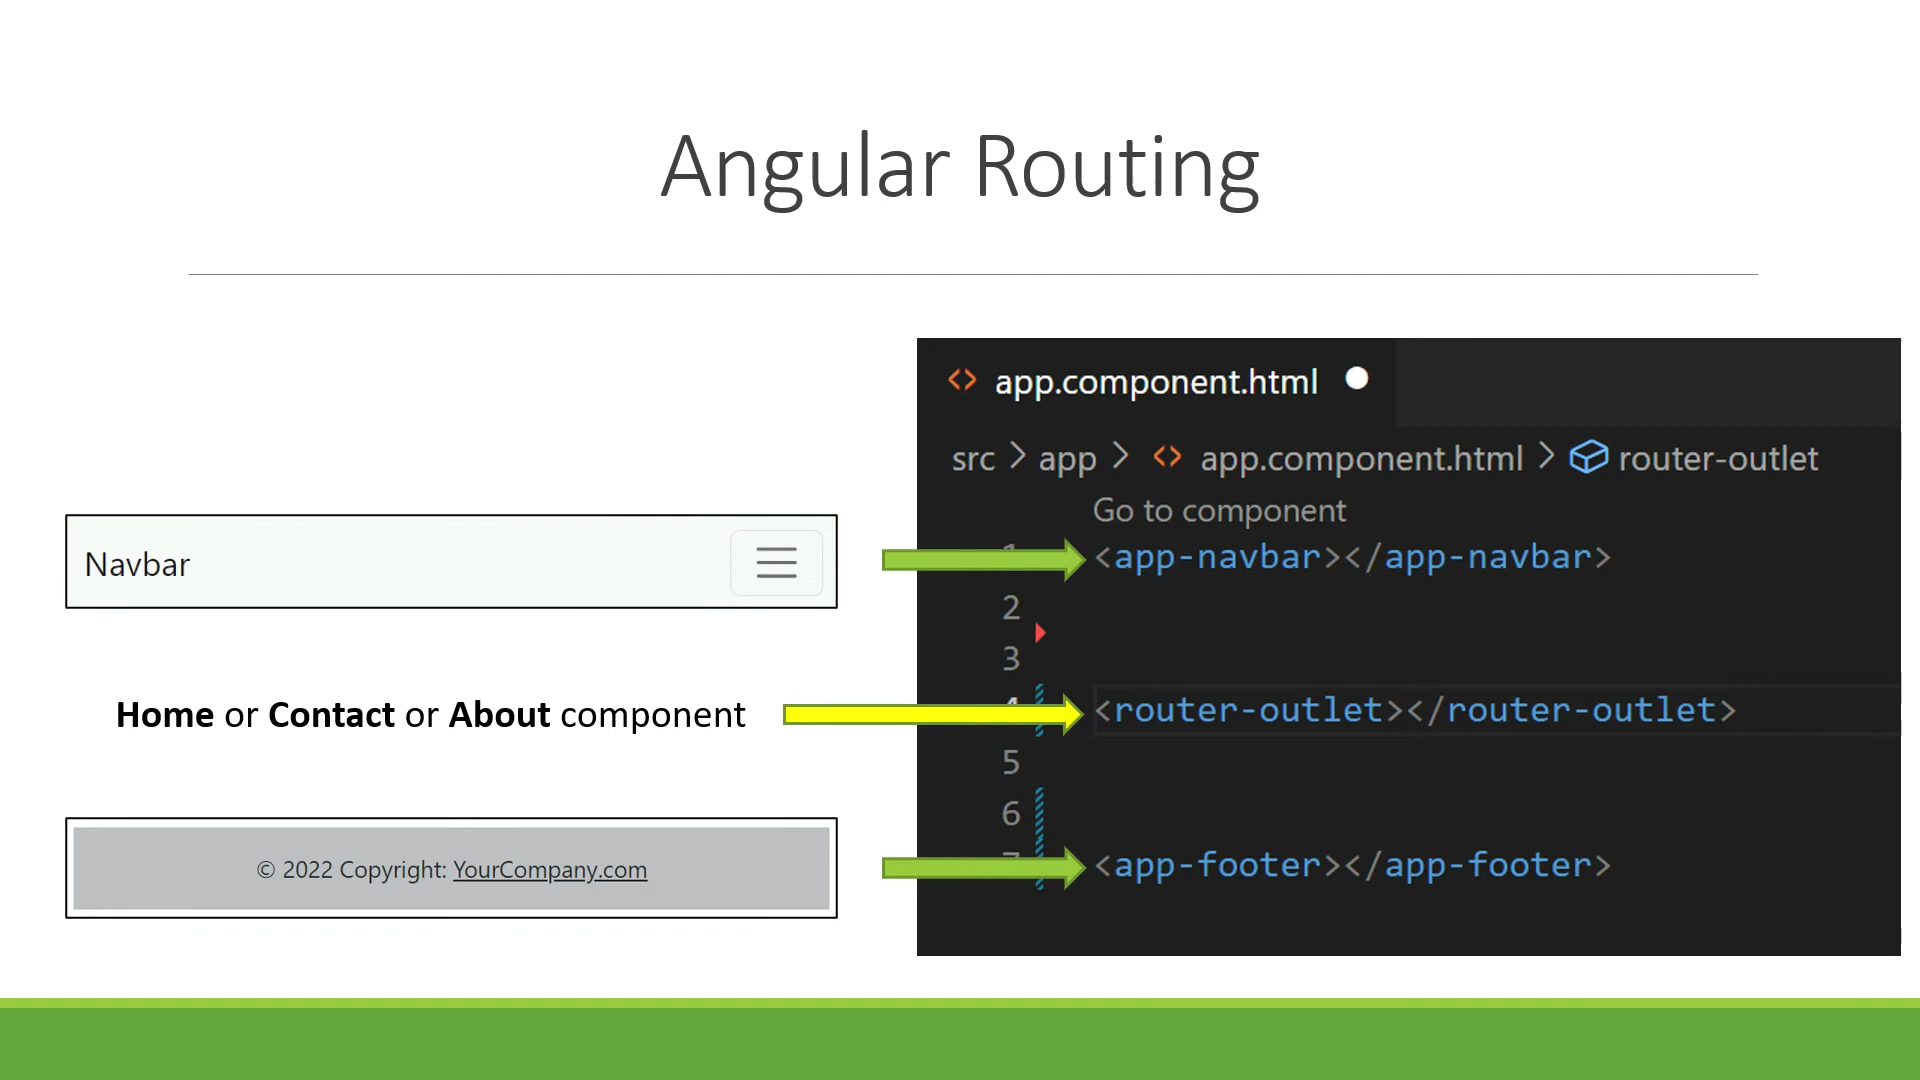 Angular Routing
app.component.html
src > app > app.component.html > router-outlet
Go to component
Navbar
<app-navbar></app-navbar>
2
3
Home or Contact or About component
<router-outlet></router-outlet>
5
6
© 2022 Copyright: YourCompany.com
<app-footer></app-footer>